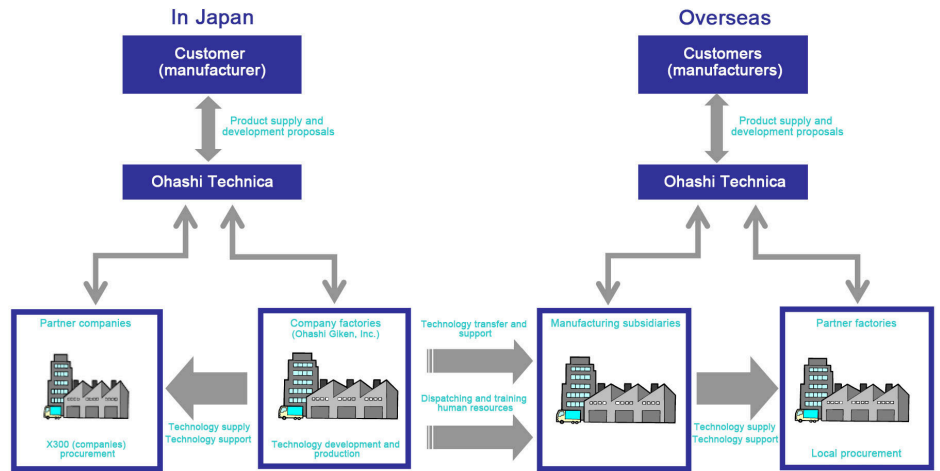 In Japan
Customer
(manufacturer)
Product supply and
development proposals
Ohashi Technica
Partner companies
X300 (companies)
procurement
Technology supply
Technology support
Company factories
(Ohashi Giken, Inc.)
Technology development and
production
Technology transfer and
support
Dispatching and training
human resources
Overseas
Customers
(manufacturers)
Product supply and
development proposals
Ohashi Technica
Manufacturing subsidiaries
Technology supply
Technology support
Partner factories
Local procurement